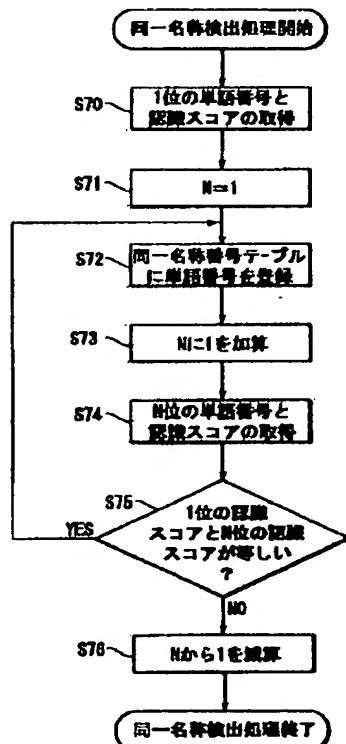 同一名称検出処理開始
S70
1位の単語番号と
認識スコアの取得
S71
N=1
S72
同一名称番号テーブル
に単語番号を登録
S73
Nに1を加算
S74
N位の単語番号と
認識スコアの取得
S75
1位の認識
スコアとN位の認識
スコアが等しい
?
YES
NO
S76
Nから1を減算
同一名称検出処理終了